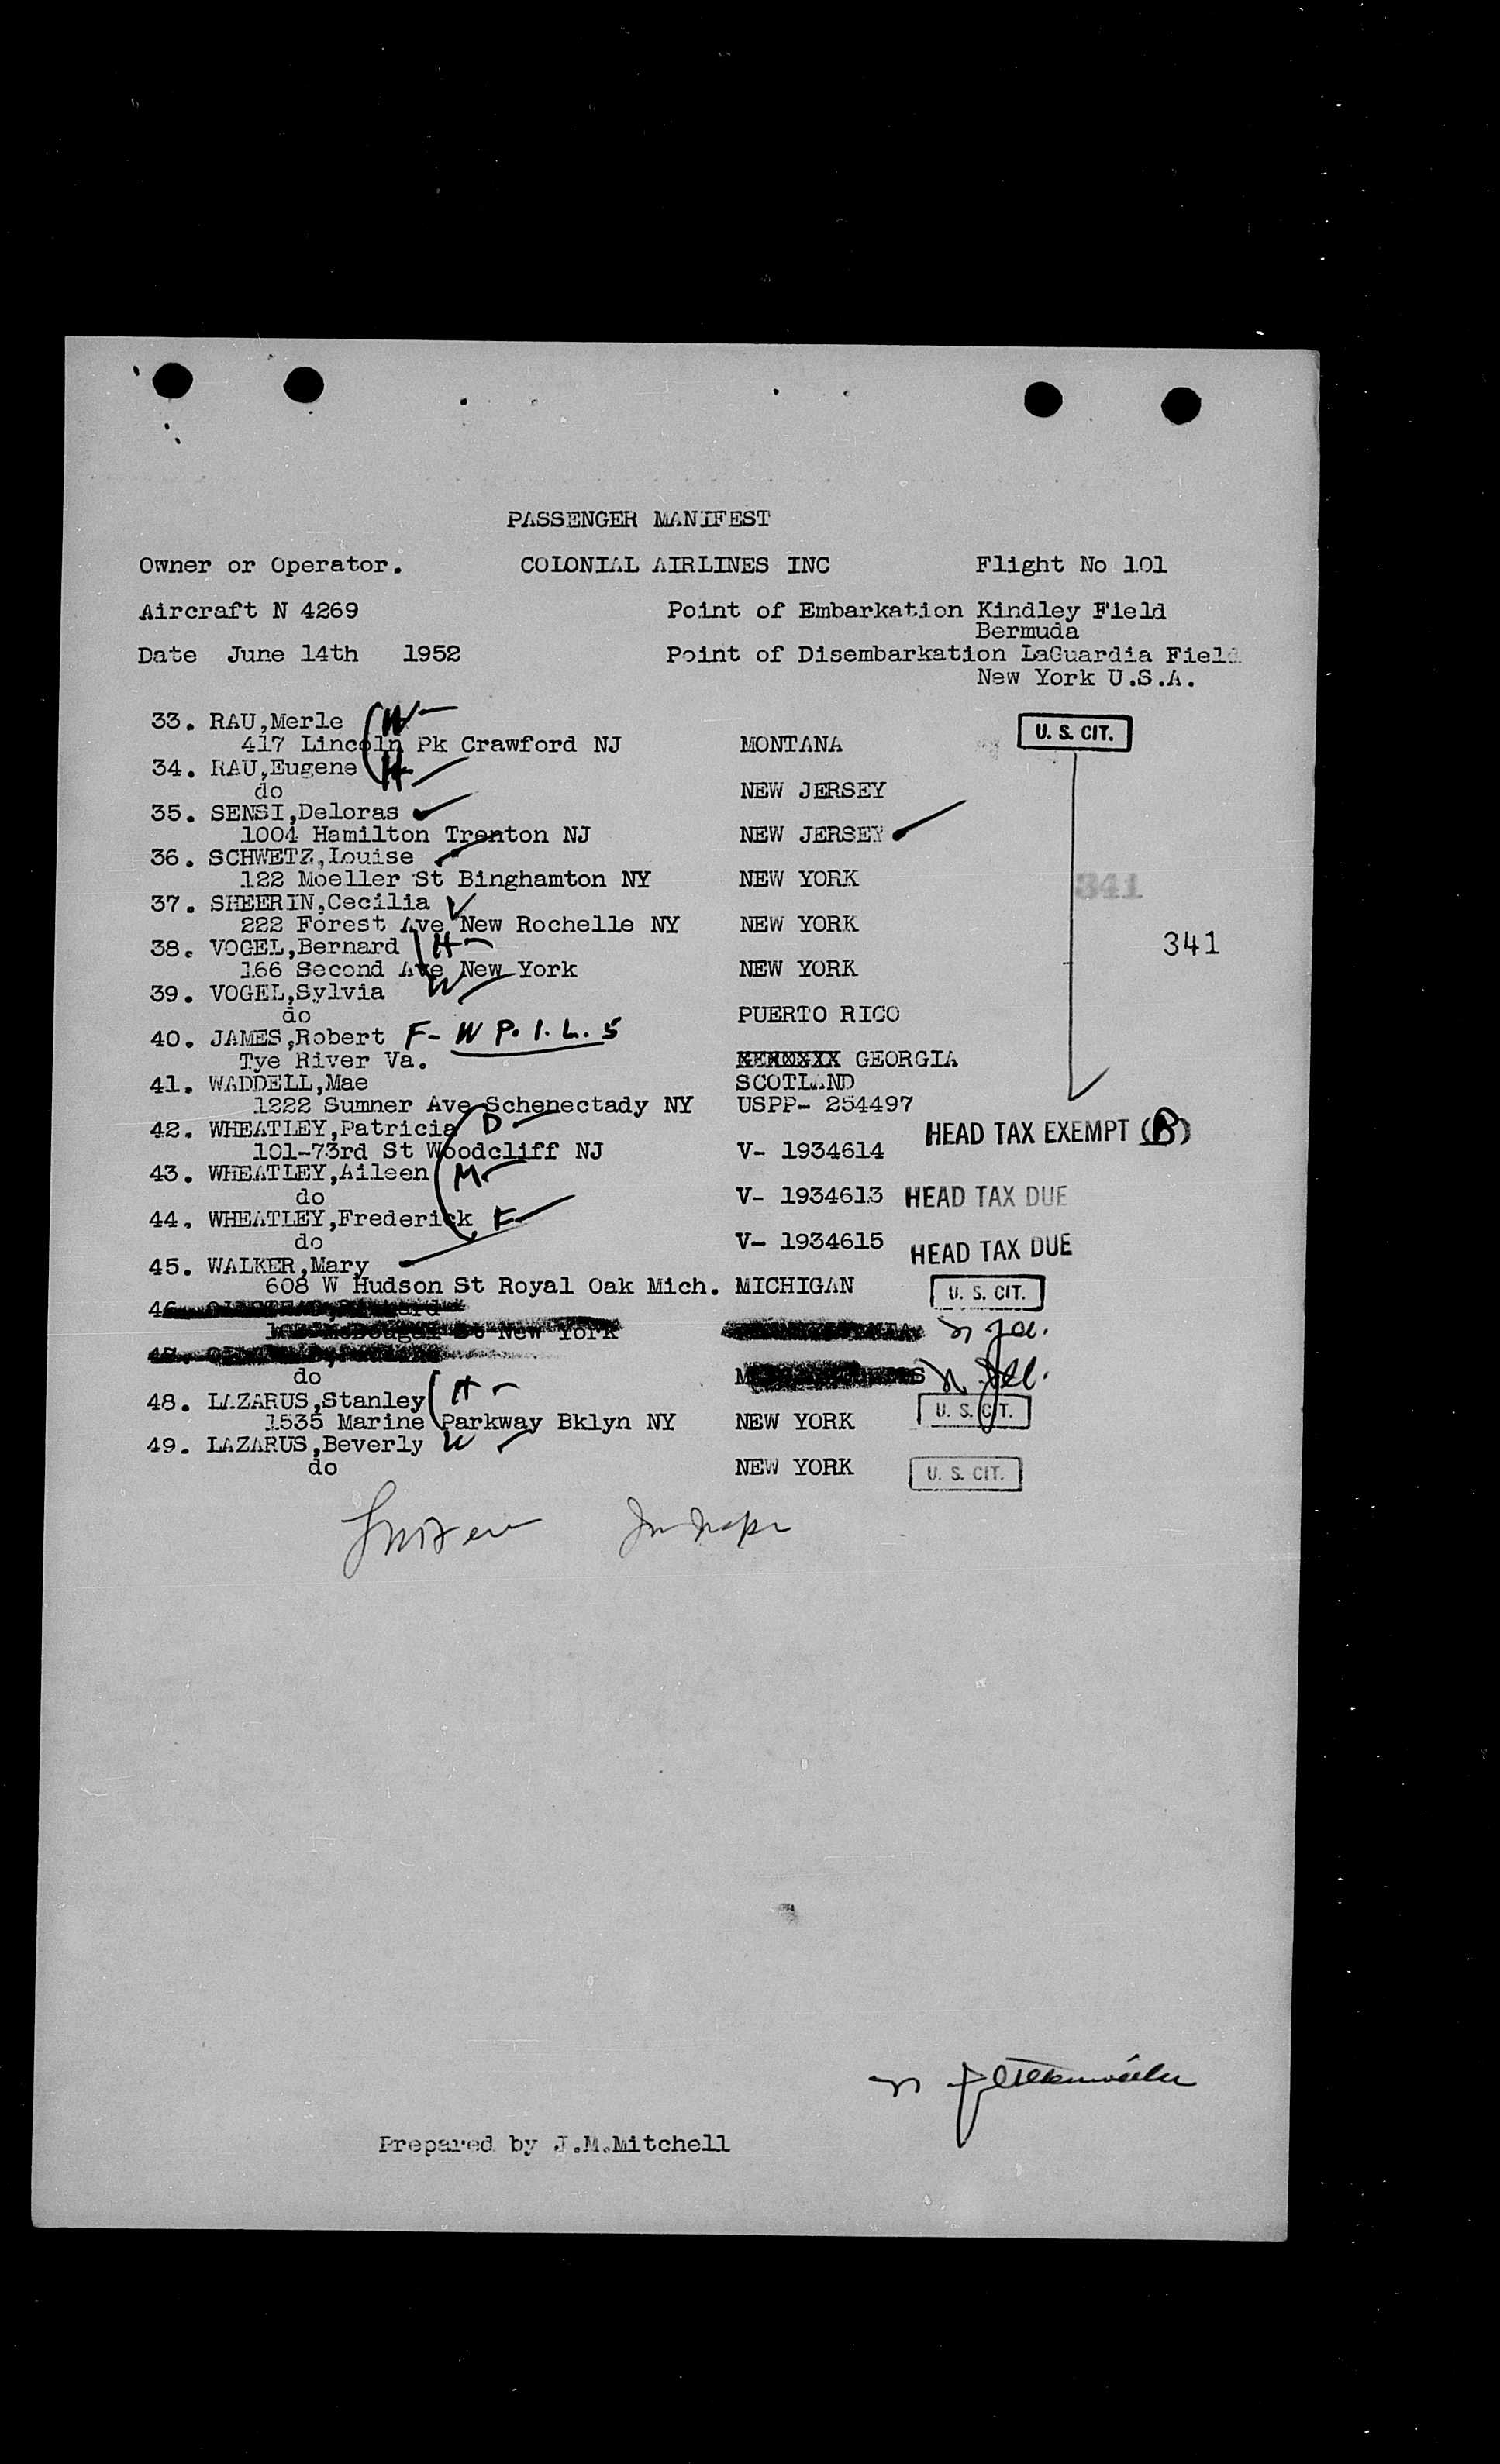 PASSENGER MANIFEST
Owner or Operator. COLONIAL AIRLINES INC Flight No 101
Aircraft N 4269 Point of Embarkation Kindley Field
Bermuda
Date June 14th 1952 Point of Disembarkation LaGuardia Field
New York U.S.A.
33. RAU,Merle W
U. S. CIT.
417 Lincoln Pk Crawford NJ MONTANA
34. RAU,Eugene H
do NEW JERSEY
35. SENSI,Deloras
1004 Hamilton Trenton NJ NEW JERSEY
36. SCHWETZ,Louise
122 Moeller St Binghamton NY NEW YORK
341
37. SHEERIN,Cecilia
222 Forest Ave New Rochelle NY NEW YORK
341
38. VOGEL,Bernard H
166 Second Ave New York NEW YORK
39. VOGEL,Sylvia W
do PUERTO RICO
40. JAMES,Robert F- W P. I. L. S
Tye River Va. GEORGIA
41. WADDELL,Mae SCOTLAND
1222 Sumner Ave Schenectady NY USPP- 254497
42. WHEATLEY,Patricia D HEAD TAX EXEMPT (B)
101-73rd St Woodcliff NJ V- 1934614
43. WHEATLEY,Aileen M
do V- 1934613 HEAD TAX DUE
44. WHEATLEY,Frederick F
do V- 1934615 HEAD TAX DUE
45. WALKER,Mary
608 W Hudson St Royal Oak Mich. MICHIGAN U. S. CIT.
46.
St New York
47.
do
48. LAZARUS,Stanley H
1535 Marine Parkway Bklyn NY NEW YORK U. S. CIT.
49. LAZARUS,Beverly W
do NEW YORK U. S. CIT.
Prepared by J.M.Mitchell